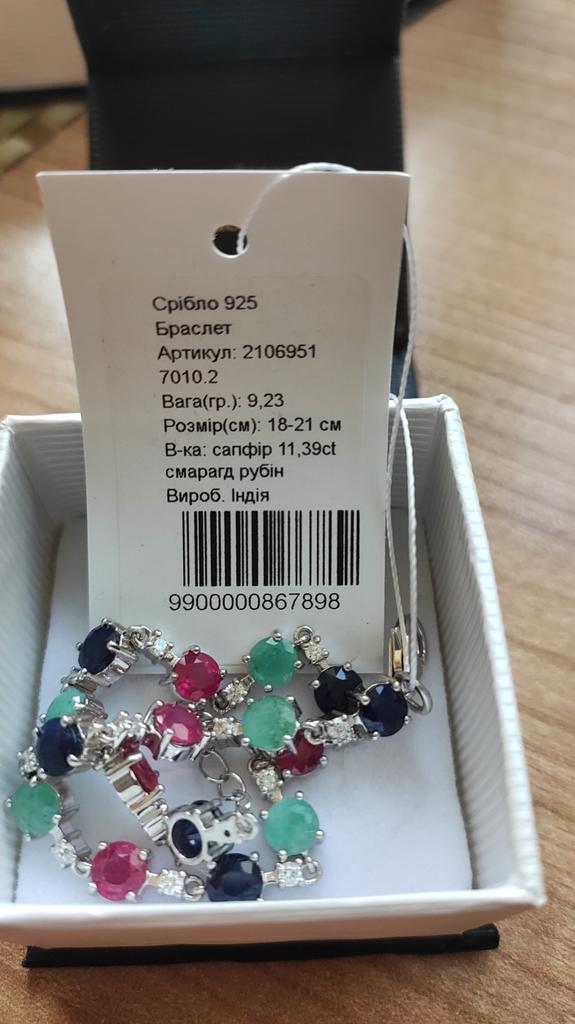 Срібло 925
Браслет
Артикул: 2106951
7010.2
Вага(гр.): 9,23
Розмір(см): 18-21 см
В-ка: сапфір 11,39ct
смарагд рубін
Вироб. Індія
9900000867898